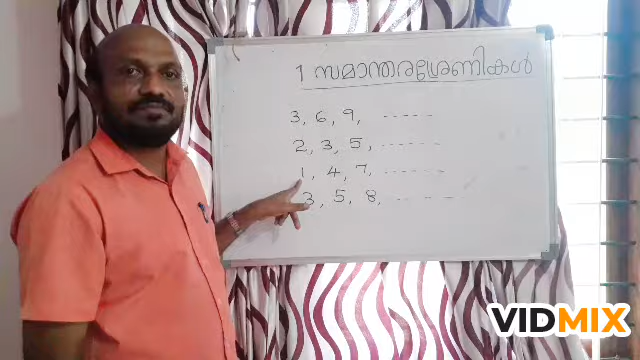 1 സമാന്തരശ്രേണികൾ
3, 6, 9, -----
2, 3, 5, ------
1, 4, 7, ------
3, 5, 8, -- -- --
VIDMIX